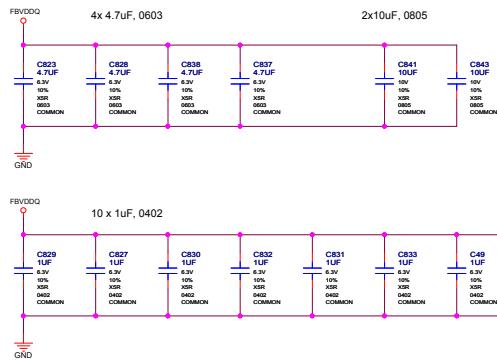 FBVDDQ
4x 4.7uF, 0603
2x10uF, 0805
C823
4.7UF
6.3V
10%
X5R
0603
COMMON
C828
4.7UF
6.3V
10%
X5R
0603
COMMON
C838
4.7UF
6.3V
10%
X5R
0603
COMMON
C837
4.7UF
6.3V
10%
X5R
0603
COMMON
C841
10UF
10V
10%
X5R
0805
COMMON
C843
10UF
10V
10%
X5R
0805
COMMON
GND
FBVDDQ
10 x 1uF, 0402
C829
1UF
6.3V
10%
X5R
0402
COMMON
C827
1UF
6.3V
10%
X5R
0402
COMMON
C830
1UF
6.3V
10%
X5R
0402
COMMON
C832
1UF
6.3V
10%
X5R
0402
COMMON
C831
1UF
6.3V
10%
X5R
0402
COMMON
C833
1UF
6.3V
10%
X5R
0402
COMMON
C49
1UF
6.3V
10%
X5R
0402
COMMON
GND